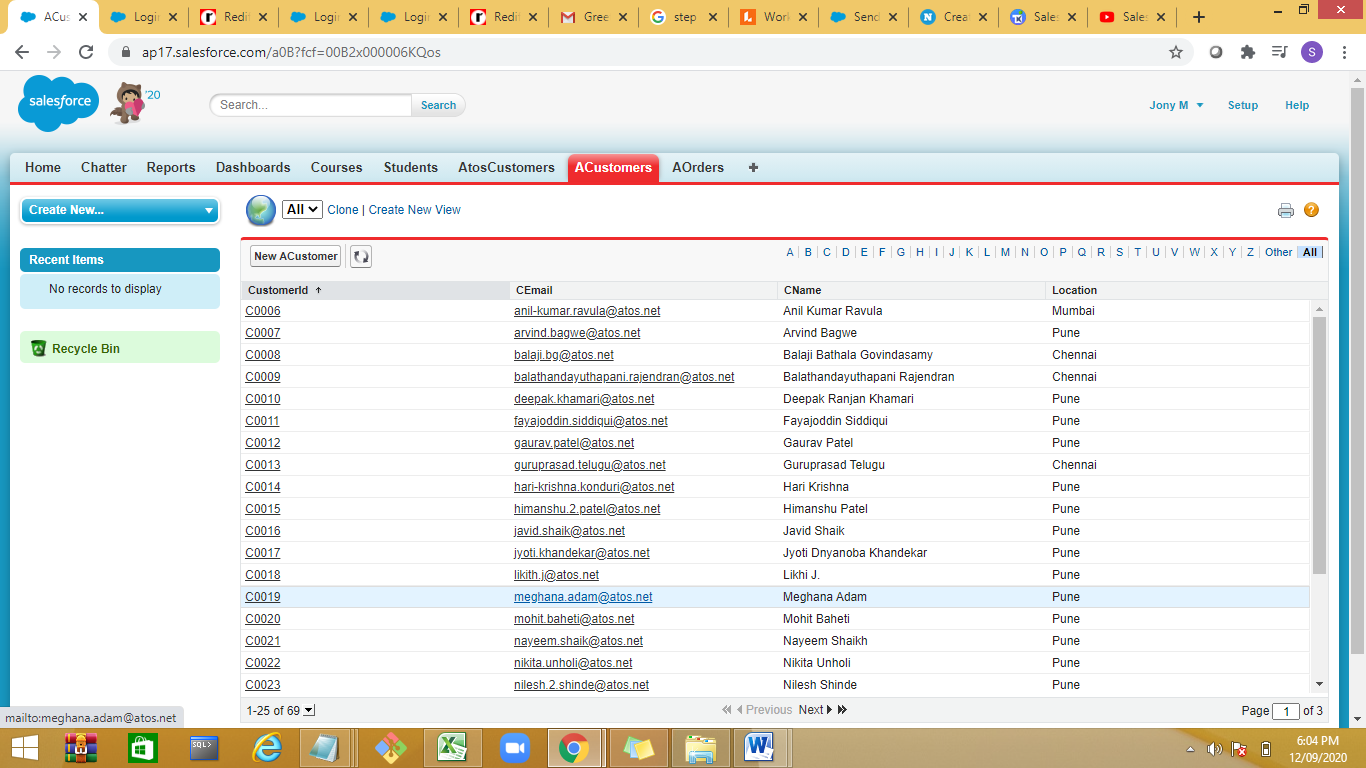 ACus
Login
Redif
Login
Login
Redif
Gree
step
Work
Send
Creat
Sales
Sales
ap17.salesforce.com/a0B?fcf=00B2x000006KQos
S
salesforce
'20
Search...
Search
Jony M
Setup
Help
Home
Chatter
Reports
Dashboards
Courses
Students
AtosCustomers
ACustomers
AOrders
Create New...
All
Clone | Create New View
Recent Items
No records to display
Recycle Bin
New ACustomer
A | B | C | D | E | F | G | H | I | J | K | L | M | N | O | P | Q | R | S | T | U | V | W | X | Y | Z | Other | All
CustomerId CEmail CName Location
C0006 anil-kumar.ravula@atos.net Anil Kumar Ravula Mumbai
C0007 arvind.bagwe@atos.net Arvind Bagwe Pune
C0008 balaji.bg@atos.net Balaji Bathala Govindasamy Chennai
C0009 balathandayuthapani.rajendran@atos.net Balathandayuthapani Rajendran Chennai
C0010 deepak.khamari@atos.net Deepak Ranjan Khamari Pune
C0011 fayajoddin.siddiqui@atos.net Fayajoddin Siddiqui Pune
C0012 gaurav.patel@atos.net Gaurav Patel Pune
C0013 guruprasad.telugu@atos.net Guruprasad Telugu Chennai
C0014 hari-krishna.konduri@atos.net Hari Krishna Pune
C0015 himanshu.2.patel@atos.net Himanshu Patel Pune
C0016 javid.shaik@atos.net Javid Shaik Pune
C0017 jyoti.khandekar@atos.net Jyoti Dnyanoba Khandekar Pune
C0018 likith.j@atos.net Likhi J. Pune
C0019 meghana.adam@atos.net Meghana Adam Pune
C0020 mohit.baheti@atos.net Mohit Baheti Pune
C0021 nayeem.shaik@atos.net Nayeem Shaikh Pune
C0022 nikita.unholi@atos.net Nikita Unholi Pune
C0023 nilesh.2.shinde@atos.net Nilesh Shinde Pune
1-25 of 69
Previous Next
Page 1 of 3
mailto:meghana.adam@atos.net
SQL>
6:04 PM
12/09/2020